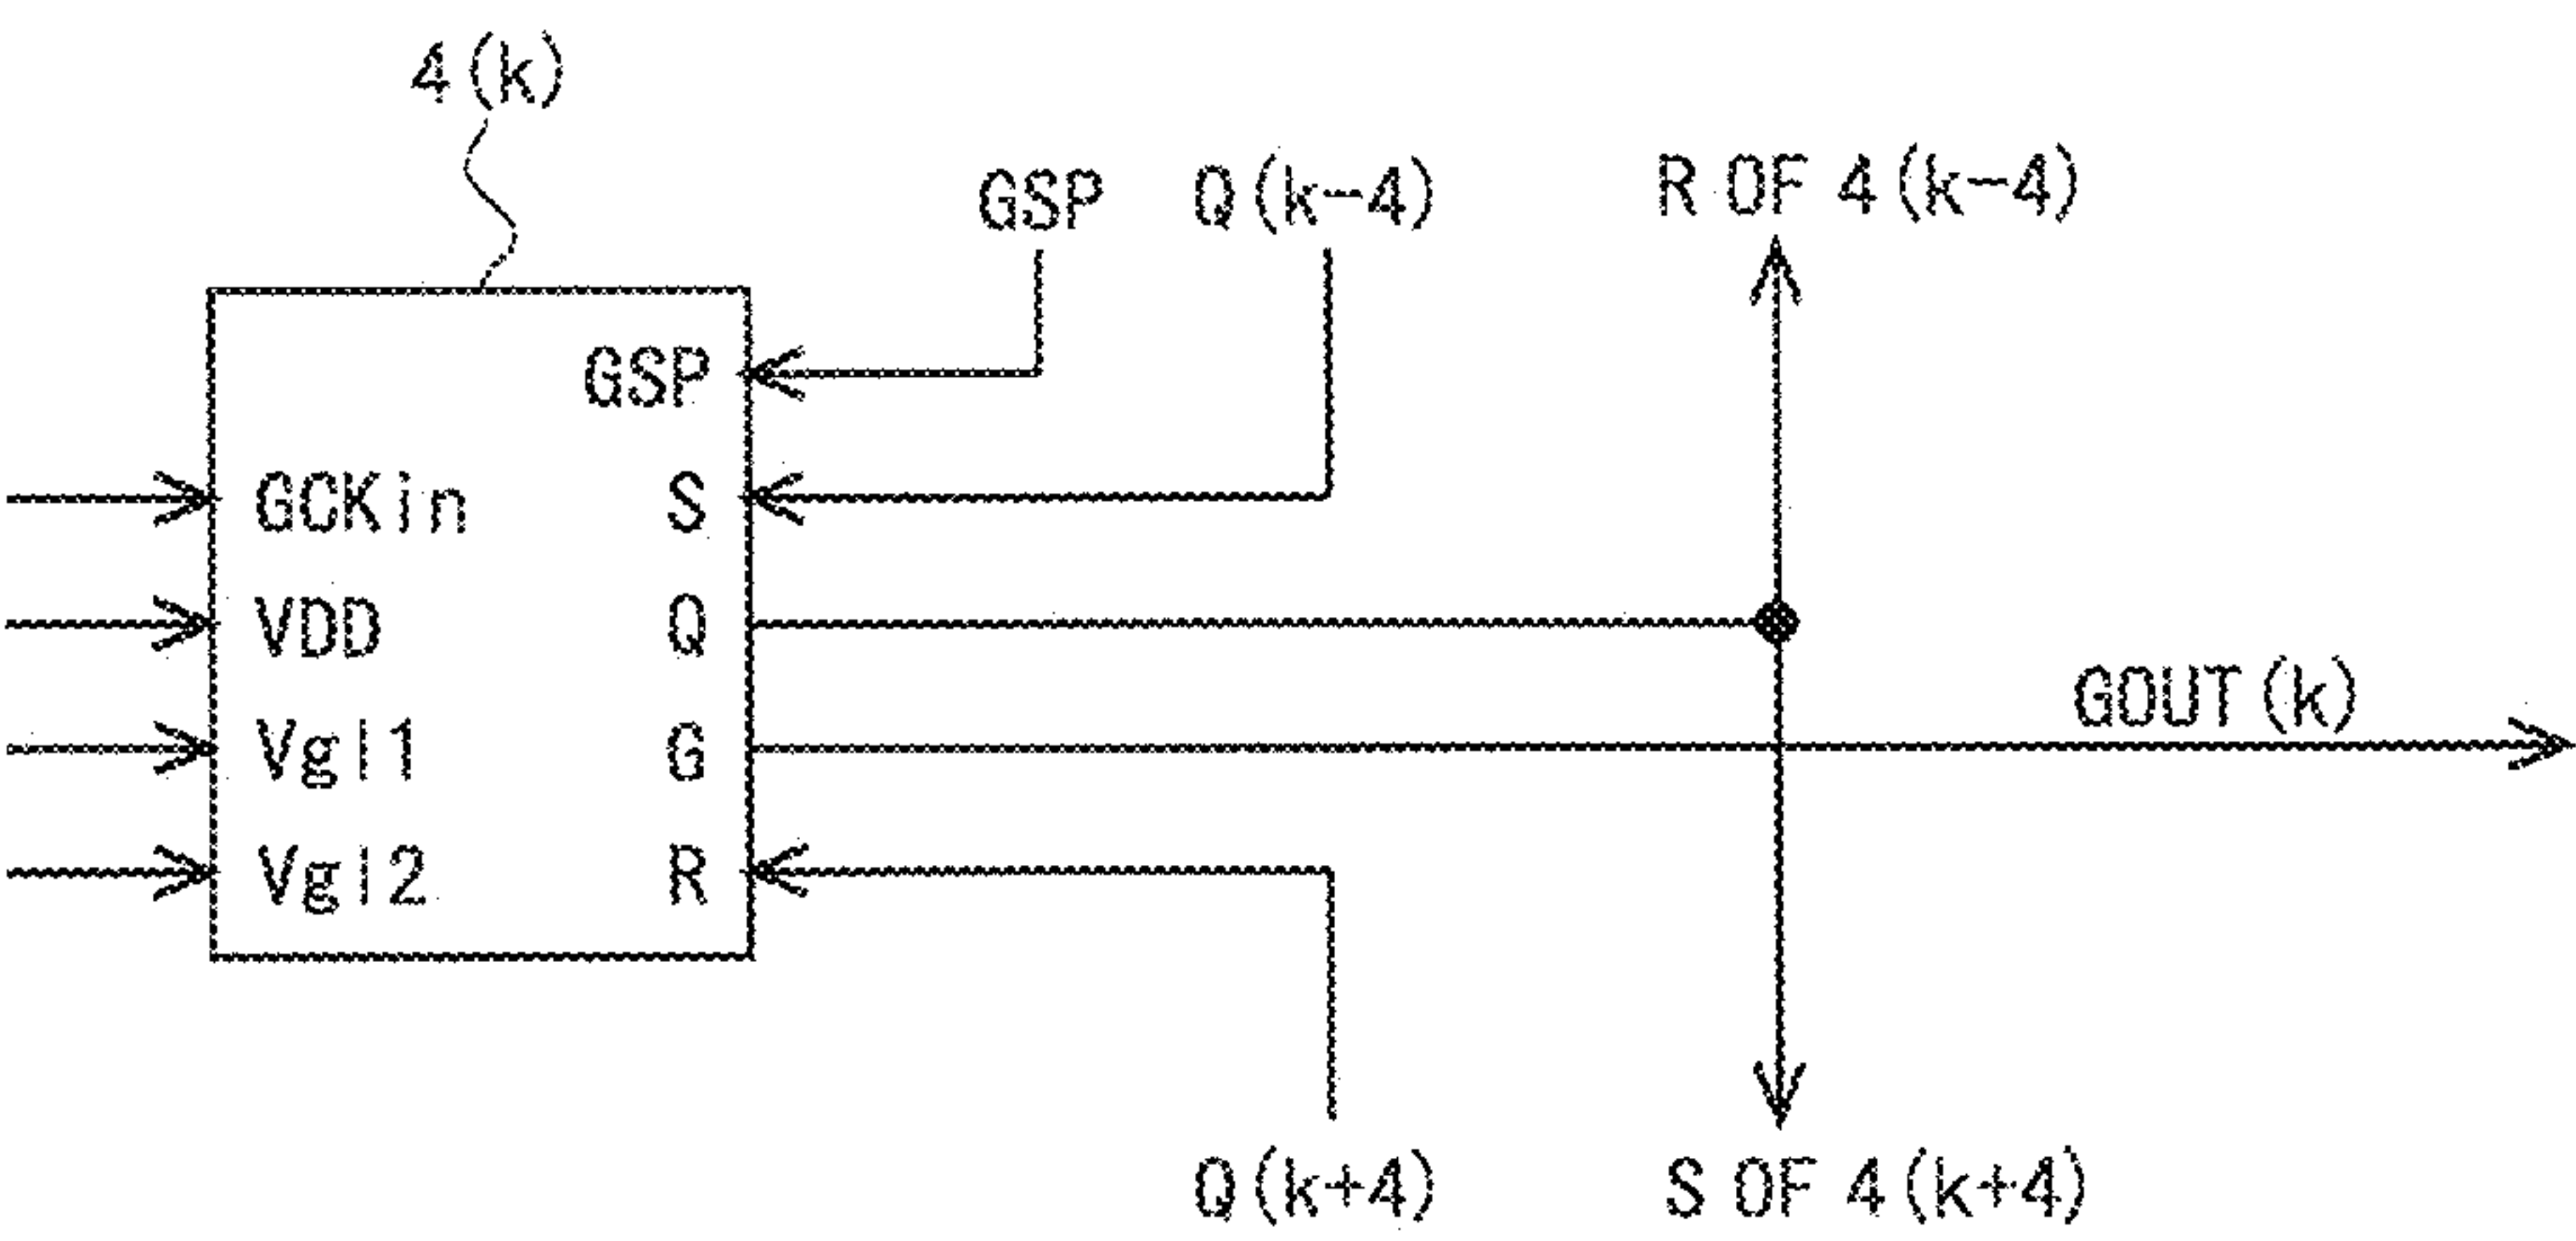 4(k)
GSP Q(k-4) R OF 4(k-4)
GSP
GCKin S
VDD Q
Vgl1 G GOUT(k)
Vgl2 R
Q(k+4) S OF 4(k+4)